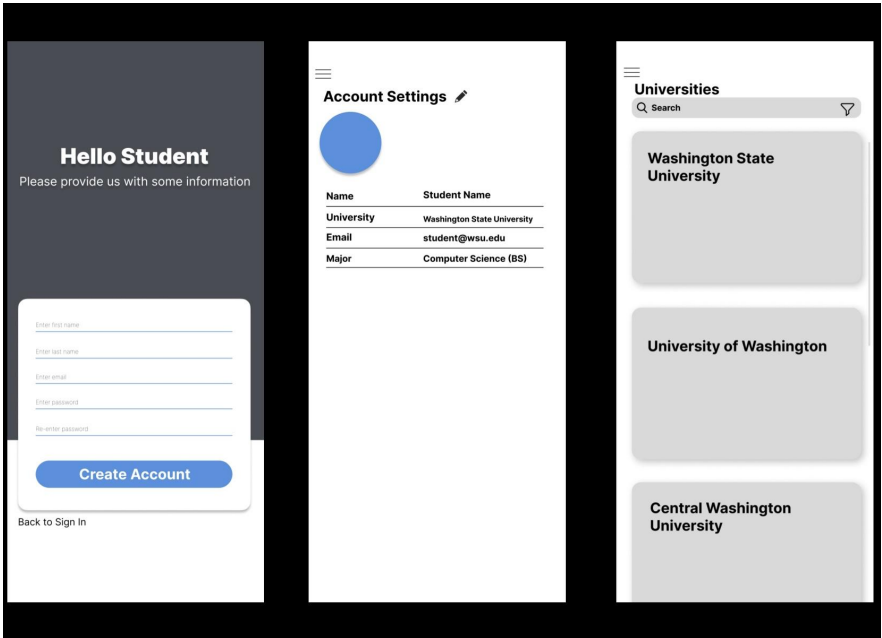 Hello Student
Please provide us with some information
Enter first name
Enter last name
Enter email
Enter password
Re-enter password
Create Account
Back to Sign In
Account Settings
Name Student Name
University Washington State University
Email student@wsu.edu
Major Computer Science (BS)
Universities
Search
Washington State
University
University of Washington
Central Washington
University